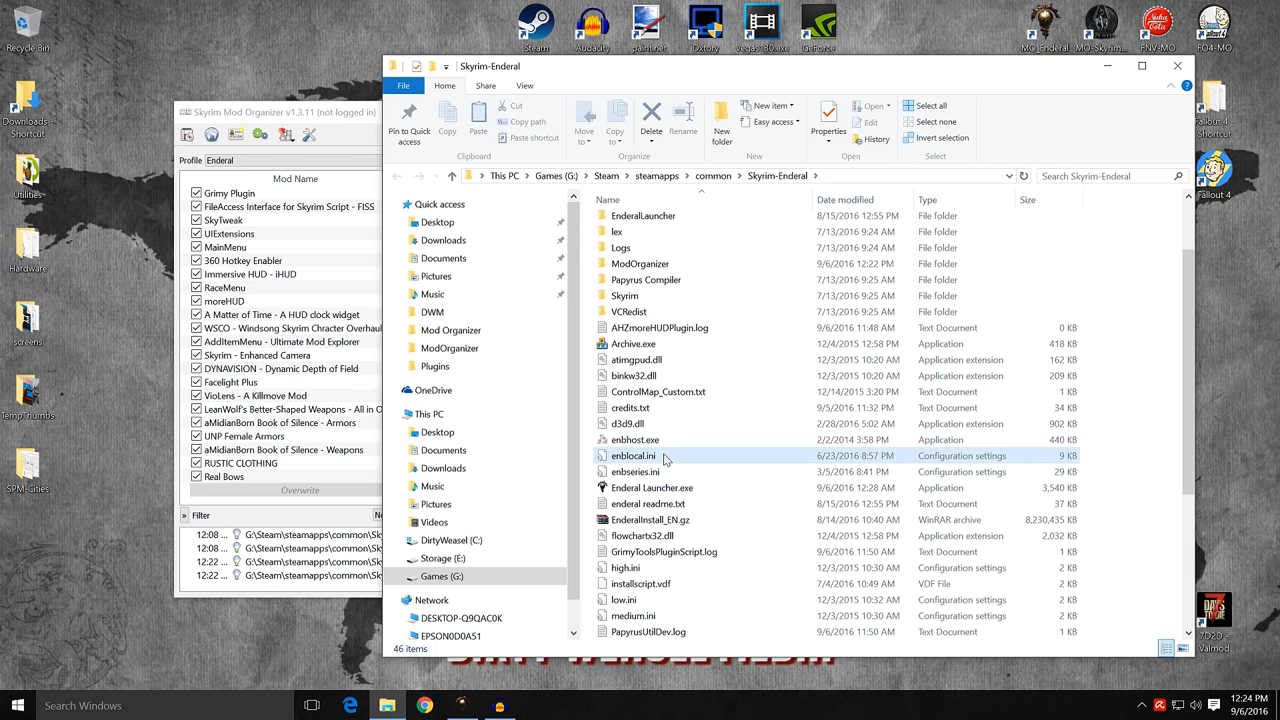 Recycle Bin
Steam
Audacity
paint.net
Dxtory
vegas130.exe
GeForce
MO_Enderal
MO-Skyrim...
FNV-MO
FO4-MO
Downloads - Shortcut
Utilities
Hardware
screens
TempThumbs
SPM-Cities
Fallout 4 - Shortcut
Fallout 4
7D2D - Valmod
Skyrim Mod Organizer v1.3.11 (not logged in)
Profile Enderal
Mod Name
Grimy Plugin
FileAccess Interface for Skyrim Script - FISS
SkyTweak
UIExtensions
MainMenu
360 Hotkey Enabler
Immersive HUD - iHUD
RaceMenu
moreHUD
A Matter of Time - A HUD clock widget
WSCO - Windsong Skyrim Chracter Overhaul
AddItemMenu - Ultimate Mod Explorer
Skyrim - Enhanced Camera
DYNAVISION - Dynamic Depth of Field
Facelight Plus
VioLens - A Killmove Mod
LeanWolf's Better-Shaped Weapons - All in O
aMidianBorn Book of Silence - Armors
UNP Female Armors
aMidianBorn Book of Silence - Weapons
RUSTIC CLOTHING
Real Bows
Overwrite
» Filter
12:08 ... G:\Steam\steamapps\common\Sky
12:08 ... G:\Steam\steamapps\common\Sky
12:22 ... G:\Steam\steamapps\common\Sky
12:22 ... G:\Steam\steamapps\common\Sky
Skyrim-Enderal
File Home Share View
Pin to Quick access
Copy
Paste
Cut
Copy path
Paste shortcut
Clipboard
Move to
Copy to
Delete
Rename
Organize
New folder
New item
Easy access
New
Properties
Open
Edit
History
Open
Select all
Select none
Invert selection
Select
This PC > Games (G:) > Steam > steamapps > common > Skyrim-Enderal >
Search Skyrim-Enderal
Quick access
Desktop
Downloads
Documents
Pictures
Music
DWM
Mod Organizer
ModOrganizer
Plugins
OneDrive
This PC
Desktop
Documents
Downloads
Music
Pictures
Videos
DirtyWeasel (C:)
Storage (E:)
Games (G:)
Network
DESKTOP-Q9QAC0K
EPSON0D0A51
Name Date modified Type Size
EnderalLauncher 8/15/2016 12:55 PM File folder
lex 7/13/2016 9:24 AM File folder
Logs 7/13/2016 9:24 AM File folder
ModOrganizer 9/6/2016 12:22 PM File folder
Papyrus Compiler 7/13/2016 9:25 AM File folder
Skyrim 7/13/2016 9:25 AM File folder
VCRedist 7/13/2016 9:25 AM File folder
AHZmoreHUDPlugin.log 9/6/2016 11:48 AM Text Document 0 KB
Archive.exe 12/4/2015 12:58 PM Application 418 KB
atimgpud.dll 12/3/2015 10:20 AM Application extension 162 KB
binkw32.dll 12/3/2015 10:20 AM Application extension 209 KB
ControlMap_Custom.txt 12/14/2015 3:20 PM Text Document 1 KB
credits.txt 9/5/2016 11:32 PM Text Document 34 KB
d3d9.dll 2/28/2016 5:02 AM Application extension 902 KB
enbhost.exe 2/2/2014 3:58 PM Application 440 KB
enblocal.ini 6/23/2016 8:57 PM Configuration settings 9 KB
enbseries.ini 3/5/2016 8:41 PM Configuration settings 29 KB
Enderal Launcher.exe 9/6/2016 12:28 AM Application 3,540 KB
enderal readme.txt 8/15/2016 12:55 PM Text Document 37 KB
EnderalInstall_EN.gz 8/14/2016 10:40 AM WinRAR archive 8,230,435 KB
flowchartx32.dll 12/4/2015 12:58 PM Application extension 2,032 KB
GrimyToolsPluginScript.log 9/6/2016 11:50 AM Text Document 1 KB
high.ini 12/3/2015 10:30 AM Configuration settings 2 KB
installscript.vdf 7/4/2016 10:49 AM VDF File 2 KB
low.ini 12/3/2015 10:32 AM Configuration settings 2 KB
medium.ini 12/3/2015 10:30 AM Configuration settings 2 KB
PapyrusUtilDev.log 9/6/2016 11:50 AM Text Document 1 KB
46 items
Search Windows
12:24 PM
9/6/2016